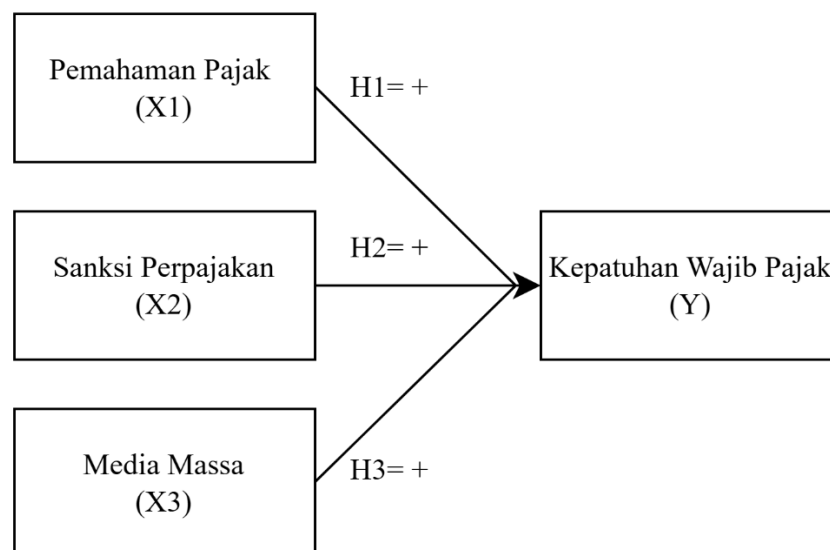 Pemahaman Pajak
(X1)
H1= +
Sanksi Perpajakan
(X2)
H2= +
Kepatuhan Wajib Pajak
(Y)
Media Massa
(X3)
H3= +